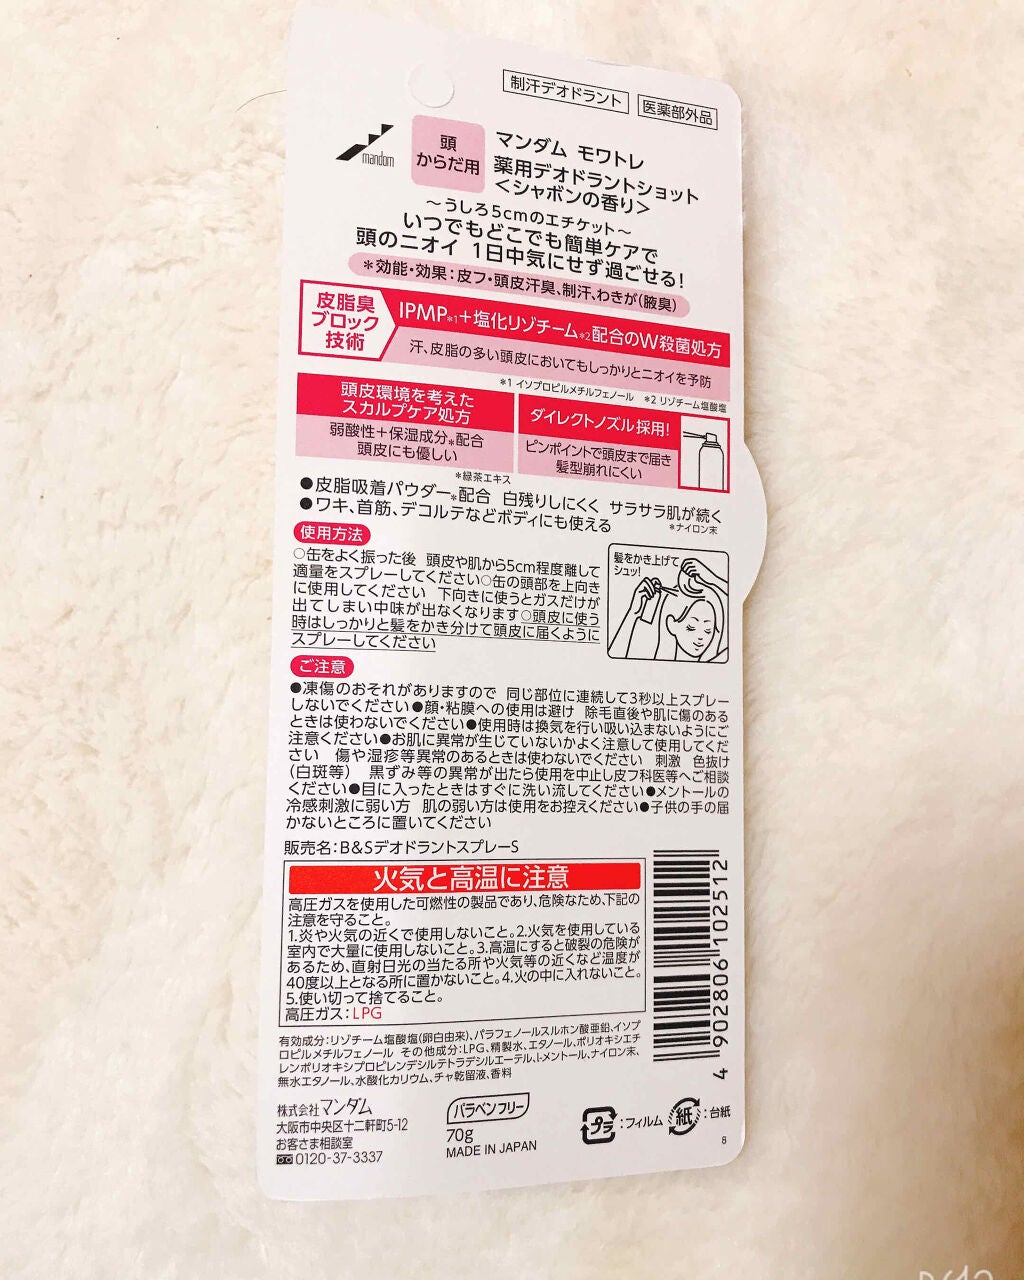 制汗デオドラント 医薬部外品
mandom
頭
からだ用
マンダム モワトレ
薬用デオドラントショット
<シャボンの香り>
~うしろ5cmのエチケット~
いつでもどこでも簡単ケアで
頭のニオイ 1日中気にせず過ごせる!
*効能・効果:皮フ・頭皮汗臭、制汗、わきが(腋臭)
皮脂臭
ブロック
技術
IPMP*1+塩化リゾチーム*2配合のW殺菌処方
汗、皮脂の多い頭皮においてもしっかりとニオイを予防
*1 イソプロピルメチルフェノール *2 リゾチーム塩酸塩
頭皮環境を考えた
スカルプケア処方
弱酸性+保湿成分*配合
頭皮にも優しい
*緑茶エキス
ダイレクトノズル採用!
ピンポイントで頭皮まで届き
髪型崩れにくい
●皮脂吸着パウダー*配合 白残りしにくく サラサラ肌が続く
*ナイロン末
●ワキ、首筋、デコルテなどボディにも使える
使用方法
○缶をよく振った後 頭皮や肌から5cm程度離して
適量をスプレーしてください○缶の頭部を上向き
に使用してください 下向きに使うとガスだけが
出てしまい中味が出なくなります○頭皮に使う
時はしっかりと髪をかき分けて頭皮に届くように
スプレーしてください
髪をかき上げて
シュッ!
ご注意
●凍傷のおそれがありますので 同じ部位に連続して3秒以上スプレー
しないでください●顔・粘膜への使用は避け 除毛直後や肌に傷のある
ときは使わないでください●使用時は換気を行い吸い込まないようにご
注意ください●お肌に異常が生じていないかよく注意して使用してくだ
さい 傷や湿疹等異常のあるときは使わないでください 刺激 色抜け
(白斑等) 黒ずみ等の異常が出たら使用を中止し皮フ科医等へご相談
ください●目に入ったときはすぐに洗い流してください●メントールの
冷感刺激に弱い方 肌の弱い方は使用をお控えください●子供の手の届
かないところに置いてください
販売名:B&SデオドラントスプレーS
火気と高温に注意
高圧ガスを使用した可燃性の製品であり、危険なため、下記の
注意を守ること。
1.炎や火気の近くで使用しないこと。2.火気を使用している
室内で大量に使用しないこと。3.高温にすると破裂の危険が
あるため、直射日光の当たる所や火気等の近くなど温度が
40度以上となる所に置かないこと。4.火の中に入れないこと。
5.使い切って捨てること。
高圧ガス:LPG
4 902806 102512
有効成分:リゾチーム塩酸塩(卵白由来)、パラフェノールスルホン酸亜鉛、イソプ
ロピルメチルフェノール その他成分:LPG、精製水、エタノール、ポリオキシエチ
レンポリオキシプロピレンデシルテトラデシルエーテル、l-メントール、ナイロン末、
無水エタノール、水酸化カリウム、チャ乾留液、香料
株式会社マンダム
大阪市中央区十二軒町5-12
お客さま相談室
0120-37-3337
パラベンフリー
70g
MADE IN JAPAN
プラ:フィルム 紙:台紙
8